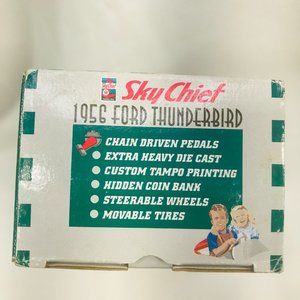 Sky Chief
1956 FORD THUNDERBIRD
CHAIN DRIVEN PEDALS
EXTRA HEAVY DIE CAST
CUSTOM TAMPO PRINTING
HIDDEN COIN BANK
STEERABLE WHEELS
MOVABLE TIRES